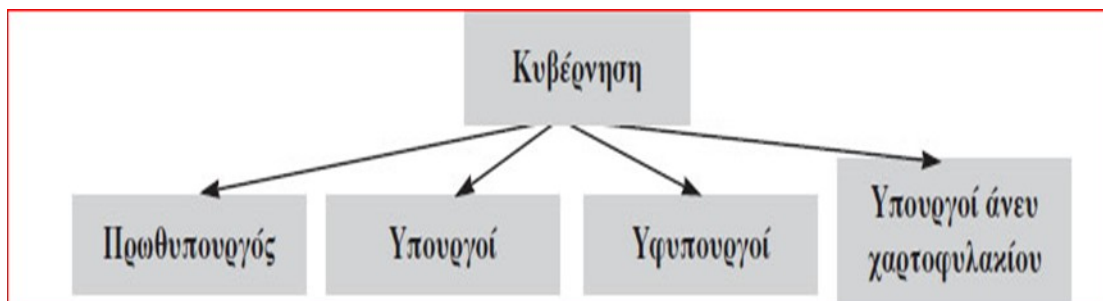 Κυβέρνηση
Πρωθυπουργός
Υπουργοί
Υφυπουργοί
Υπουργοί άνευ
χαρτοφυλακίου